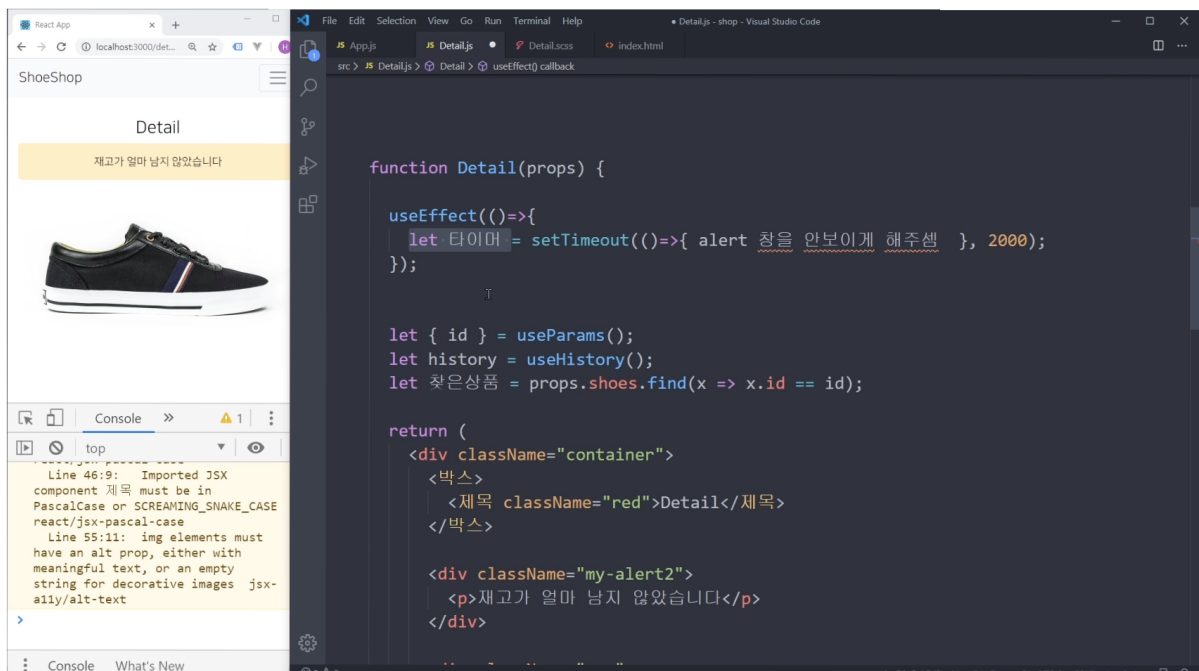 React App
File Edit Selection View Go Run Terminal Help
• Detail.js - shop - Visual Studio Code
localhost:3000/det...
JS App.js
JS Detail.js
Detail.scss
index.html
src > JS Detail.js > Detail > useEffect() callback
ShoeShop
Detail
재고가 얼마 남지 않았습니다
function Detail(props) {
useEffect(()=>{
let 타이머 = setTimeout(()=>{ alert 창을 안보이게 해주셈 }, 2000);
});
let { id } = useParams();
let history = useHistory();
let 찾은상품 = props.shoes.find(x => x.id == id);
return (
<div className="container">
<박스>
<제목 className="red">Detail</제목>
</박스>
<div className="my-alert2">
<p>재고가 얼마 남지 않았습니다</p>
</div>
Console
1
top
react/jsx-pascal-case
Line 46:9: Imported JSX
component 제목 must be in
PascalCase or SCREAMING_SNAKE_CASE
react/jsx-pascal-case
Line 55:11: img elements must
have an alt prop, either with
meaningful text, or an empty
string for decorative images jsx-
a11y/alt-text
Console What's New